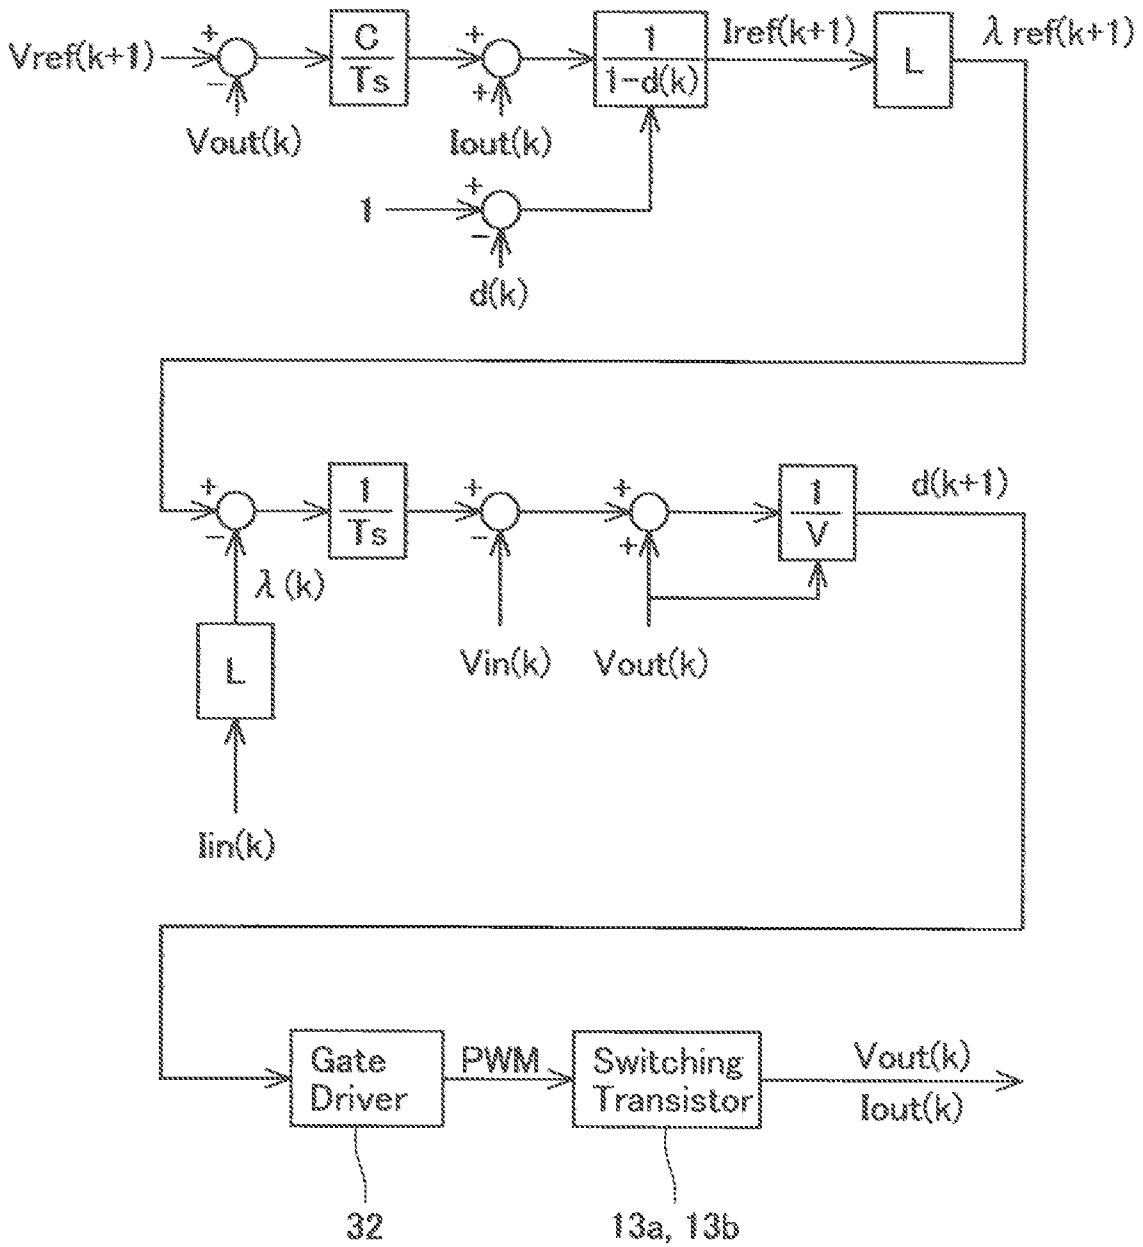 Vref(k+1)
+
−
Vout(k)
C
Ts
+
+
Iout(k)
1
1-d(k)
Iref(k+1)
L
λ ref(k+1)
1
+
−
d(k)
+
−
λ (k)
L
Iin(k)
1
Ts
+
−
Vin(k)
+
+
Vout(k)
1
V
d(k+1)
Gate
Driver
PWM
Switching
Transistor
Vout(k)
Iout(k)
32
13a, 13b